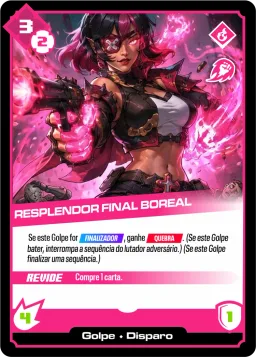 3
2
RESPLENDOR FINAL BOREAL
Se este Golpe for FINALIZADOR, ganhe QUEBRA. (Se este Golpe
bater, interrompa a sequência do lutador adversário.) (Se este Golpe
finalizar uma sequência.)
REVIDE Compre 1 carta.
4
1
Golpe • Disparo